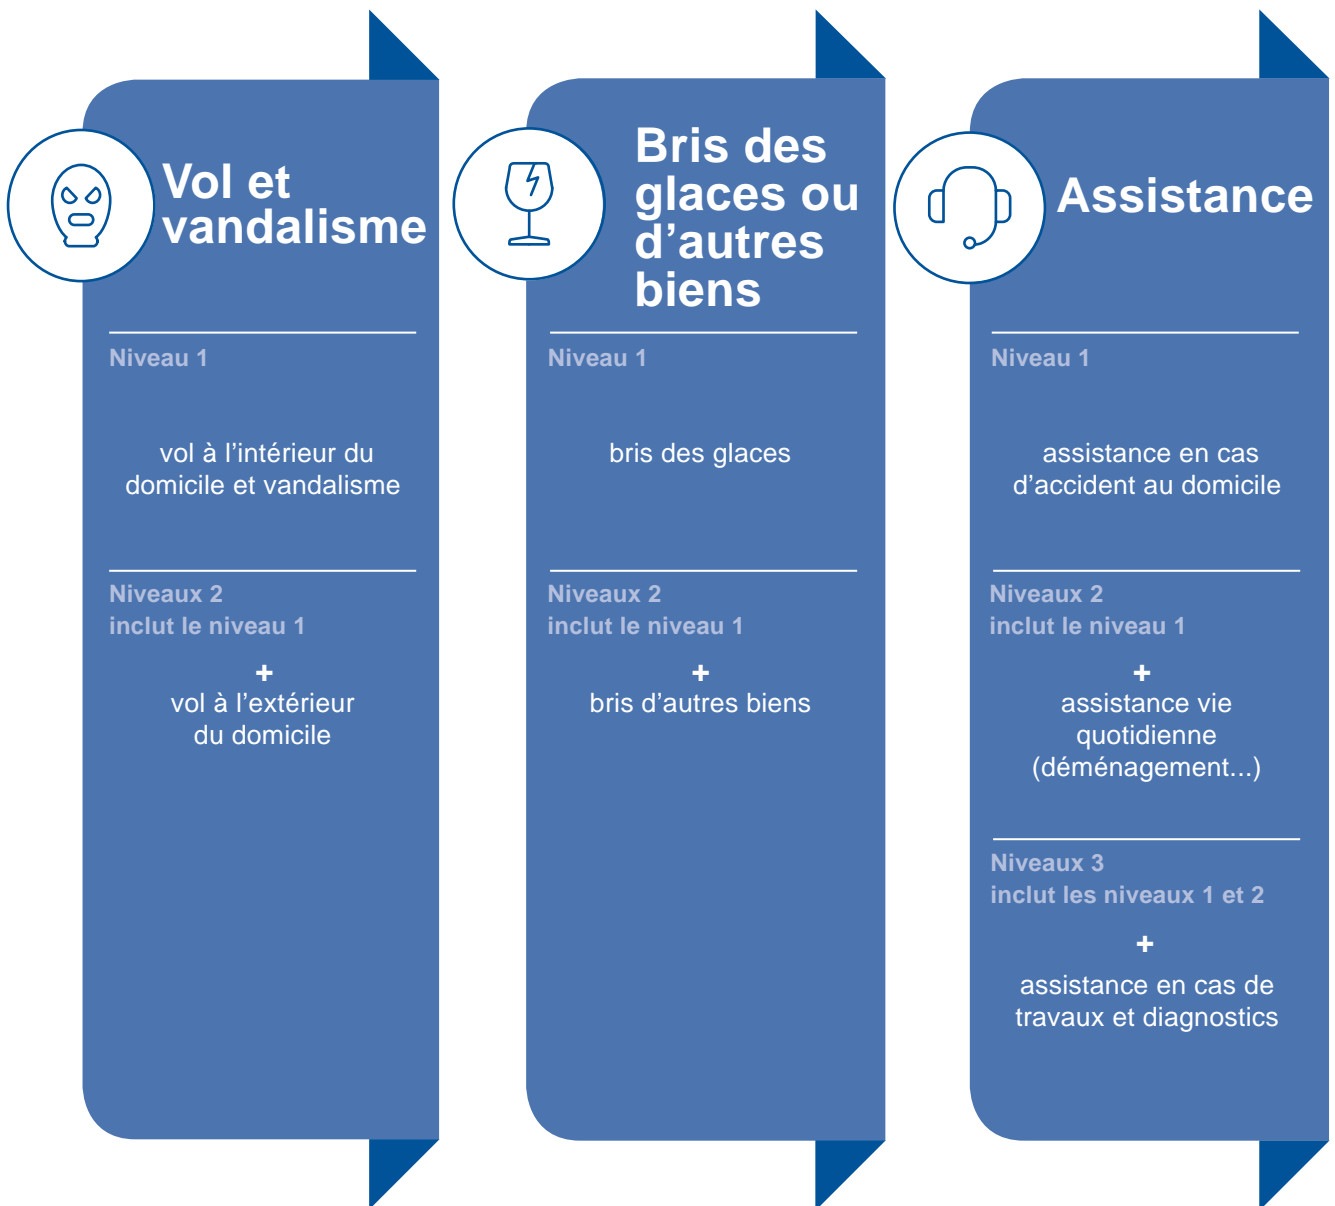 Vol et
vandalisme
Niveau 1
vol à l’intérieur du
domicile et vandalisme
Niveaux 2
inclut le niveau 1
+
vol à l’extérieur
du domicile
Bris des
glaces ou
d’autres
biens
Niveau 1
bris des glaces
Niveaux 2
inclut le niveau 1
+
bris d’autres biens
Assistance
Niveau 1
assistance en cas
d’accident au domicile
Niveaux 2
inclut le niveau 1
+
assistance vie
quotidienne
(déménagement...)
Niveaux 3
inclut les niveaux 1 et 2
+
assistance en cas de
travaux et diagnostics